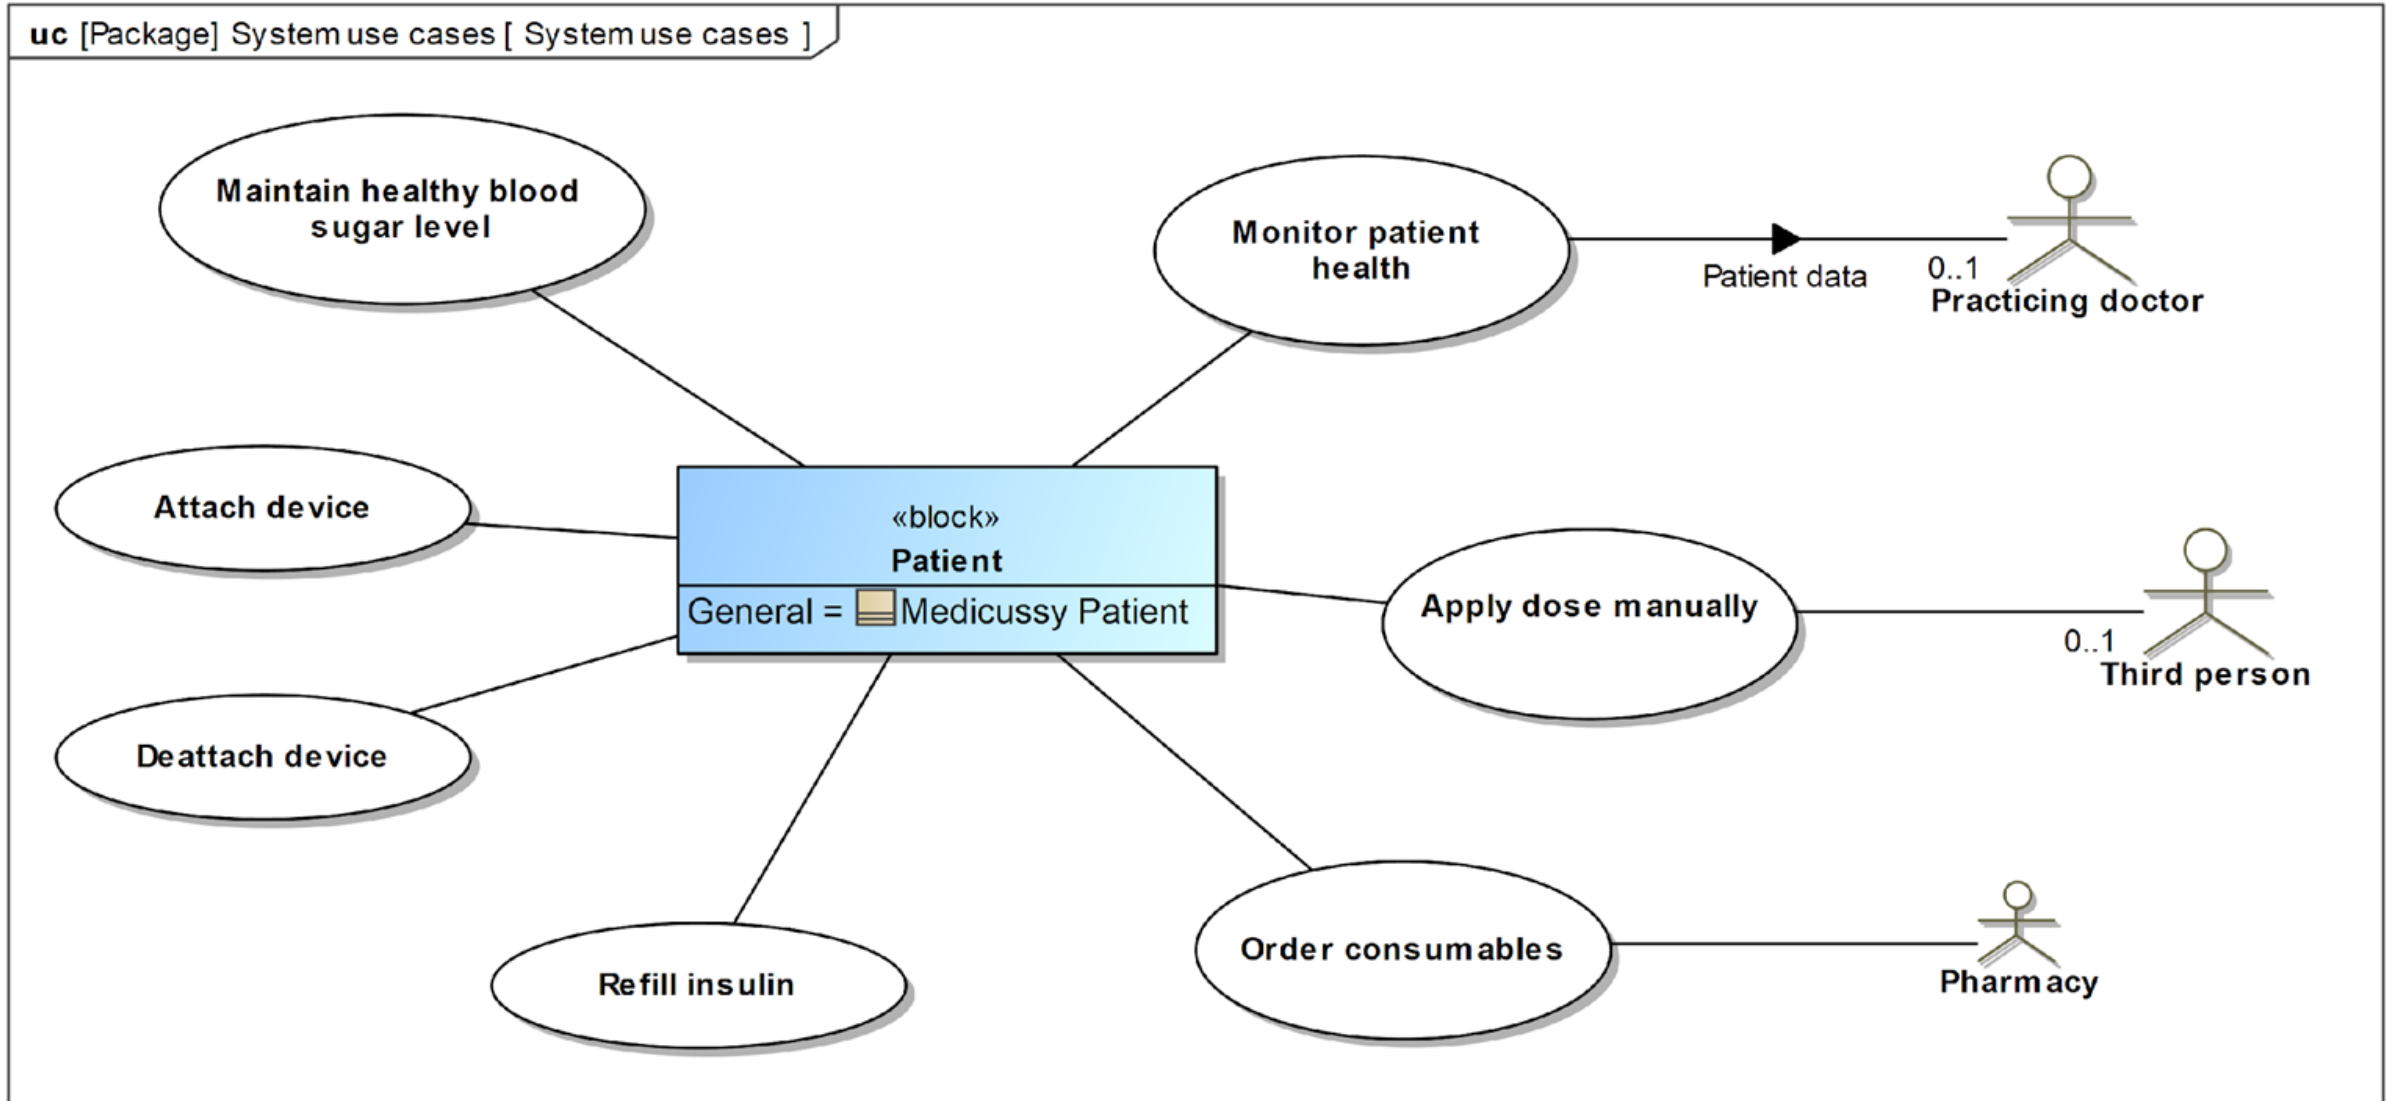 uc [Package] System use cases [ System use cases ]
Maintain healthy blood
sugar level
Monitor patient
health
Patient data
0..1
Practicing doctor
Attach device
«block»
Patient
General = Medicussy Patient
Apply dose manually
0..1
Third person
Deattach device
Refill insulin
Order consumables
Pharmacy